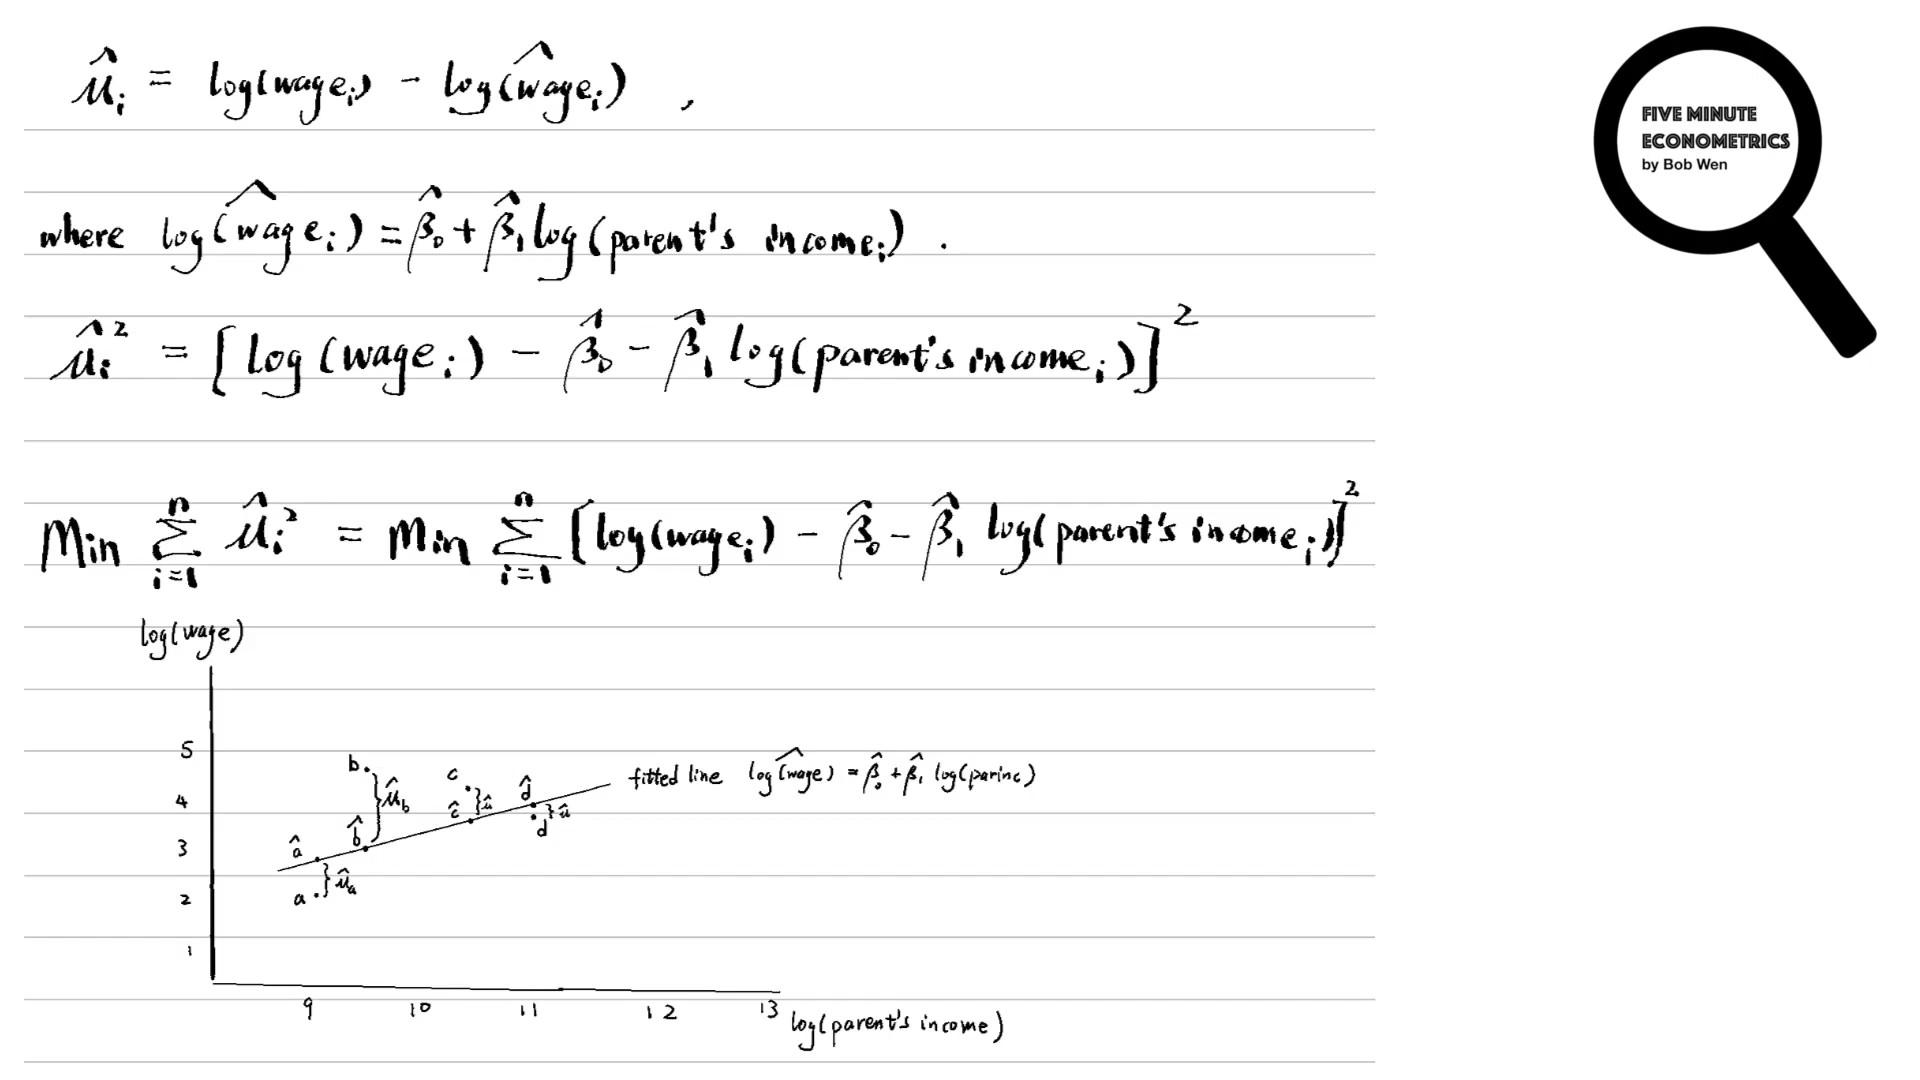 û_i = log(wage_i) - log(wage_i)^ ,
FIVE MINUTE
ECONOMETRICS
by Bob Wen
where log(wage_i)^ = β̂_0 + β̂_1 log(parent's income_i) .
û_i^2 = [log(wage_i) - β̂_0 - β̂_1 log(parent's income_i)]^2
Min Σ_{i=1}^{n} û_i^2 = Min Σ_{i=1}^{n} [log(wage_i) - β̂_0 - β̂_1 log(parent's income_i)]^2
log(wage)
5
b
fitted line log(wage)^ = β̂_0 + β̂_1 log(parinc)
c
d̂
4
û_b
ĉ
û
û
d
3
â
b̂
a
û_a
2
1
9 10 11 12 13
log(parent's income)